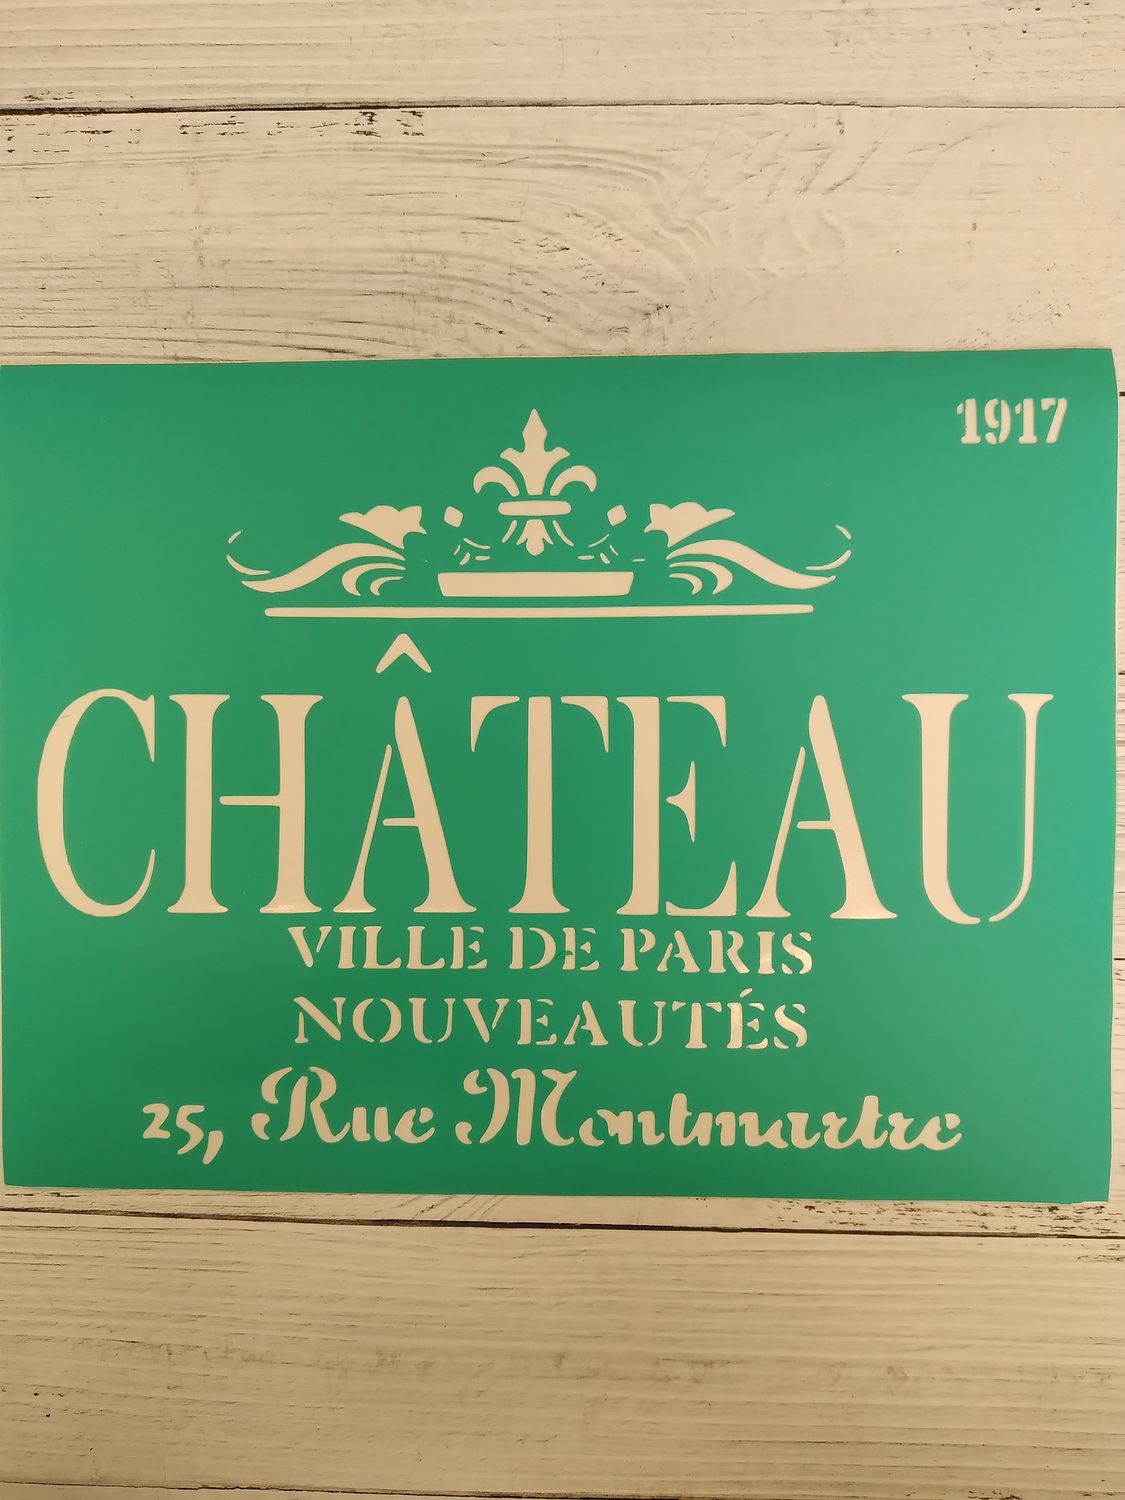 1917
CHÂTEAU
VILLE DE PARIS
NOUVEAUTÉS
25, Rue Montmartre